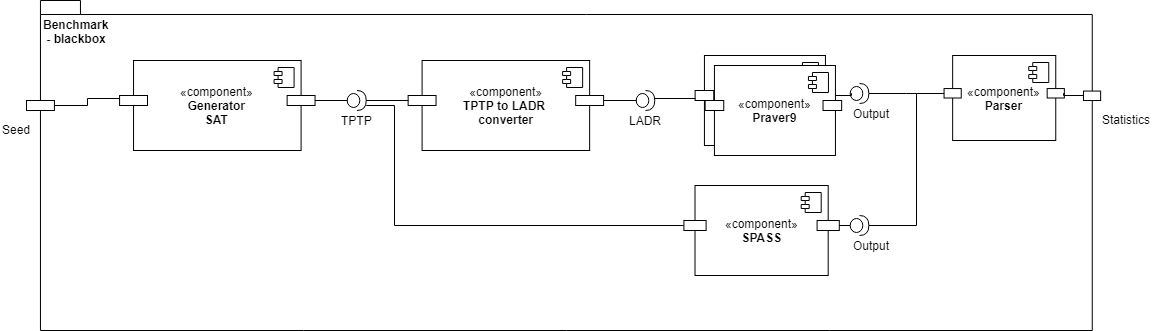 Benchmark
- blackbox
Seed
«component»
Generator
SAT
TPTP
«component»
TPTP to LADR
converter
LADR
«component»
Praver9
Output
«component»
Parser
Statistics
«component»
SPASS
Output